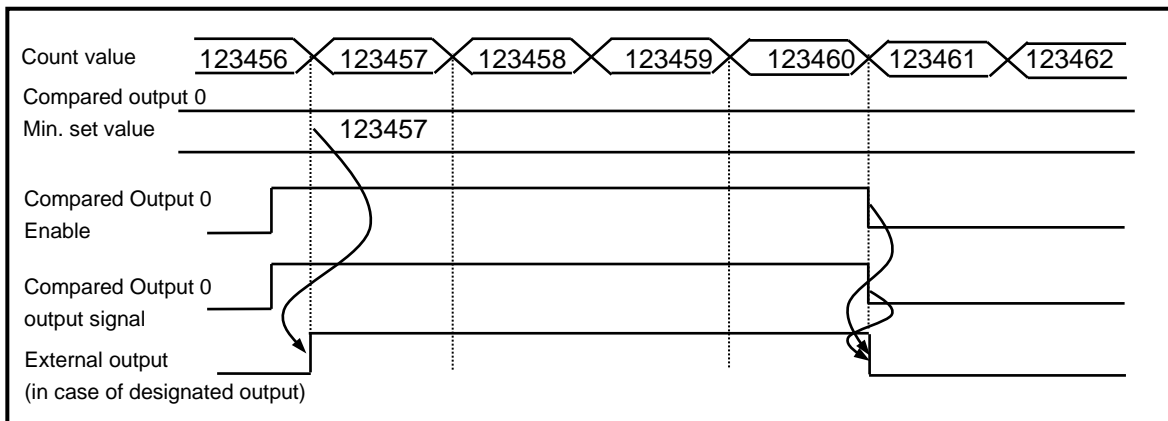 Count value 123456 123457 123458 123459 123460 123461 123462
Compared output 0
Min. set value 123457
Compared Output 0
Enable
Compared Output 0
output signal
External output
(in case of designated output)